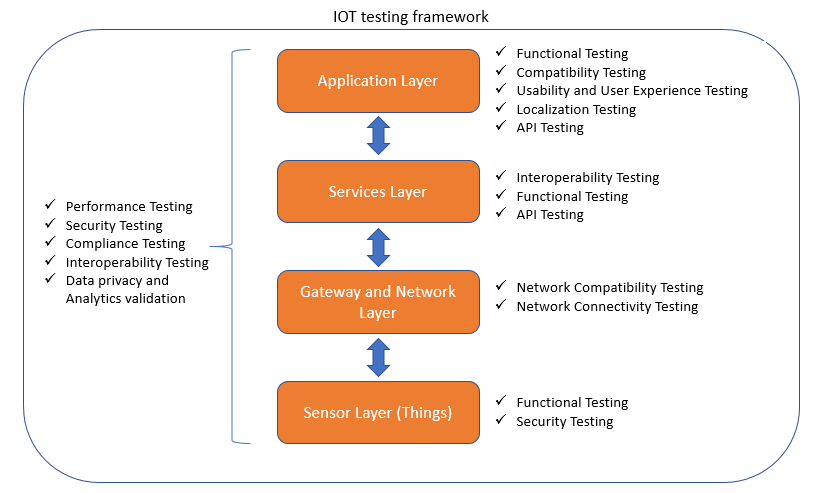 IOT testing framework
Application Layer
✓ Functional Testing
✓ Compatibility Testing
✓ Usability and User Experience Testing
✓ Localization Testing
✓ API Testing
Services Layer
✓ Interoperability Testing
✓ Functional Testing
✓ API Testing
✓ Performance Testing
✓ Security Testing
✓ Compliance Testing
✓ Interoperability Testing
✓ Data privacy and
Analytics validation
Gateway and Network
Layer
✓ Network Compatibility Testing
✓ Network Connectivity Testing
Sensor Layer (Things)
✓ Functional Testing
✓ Security Testing